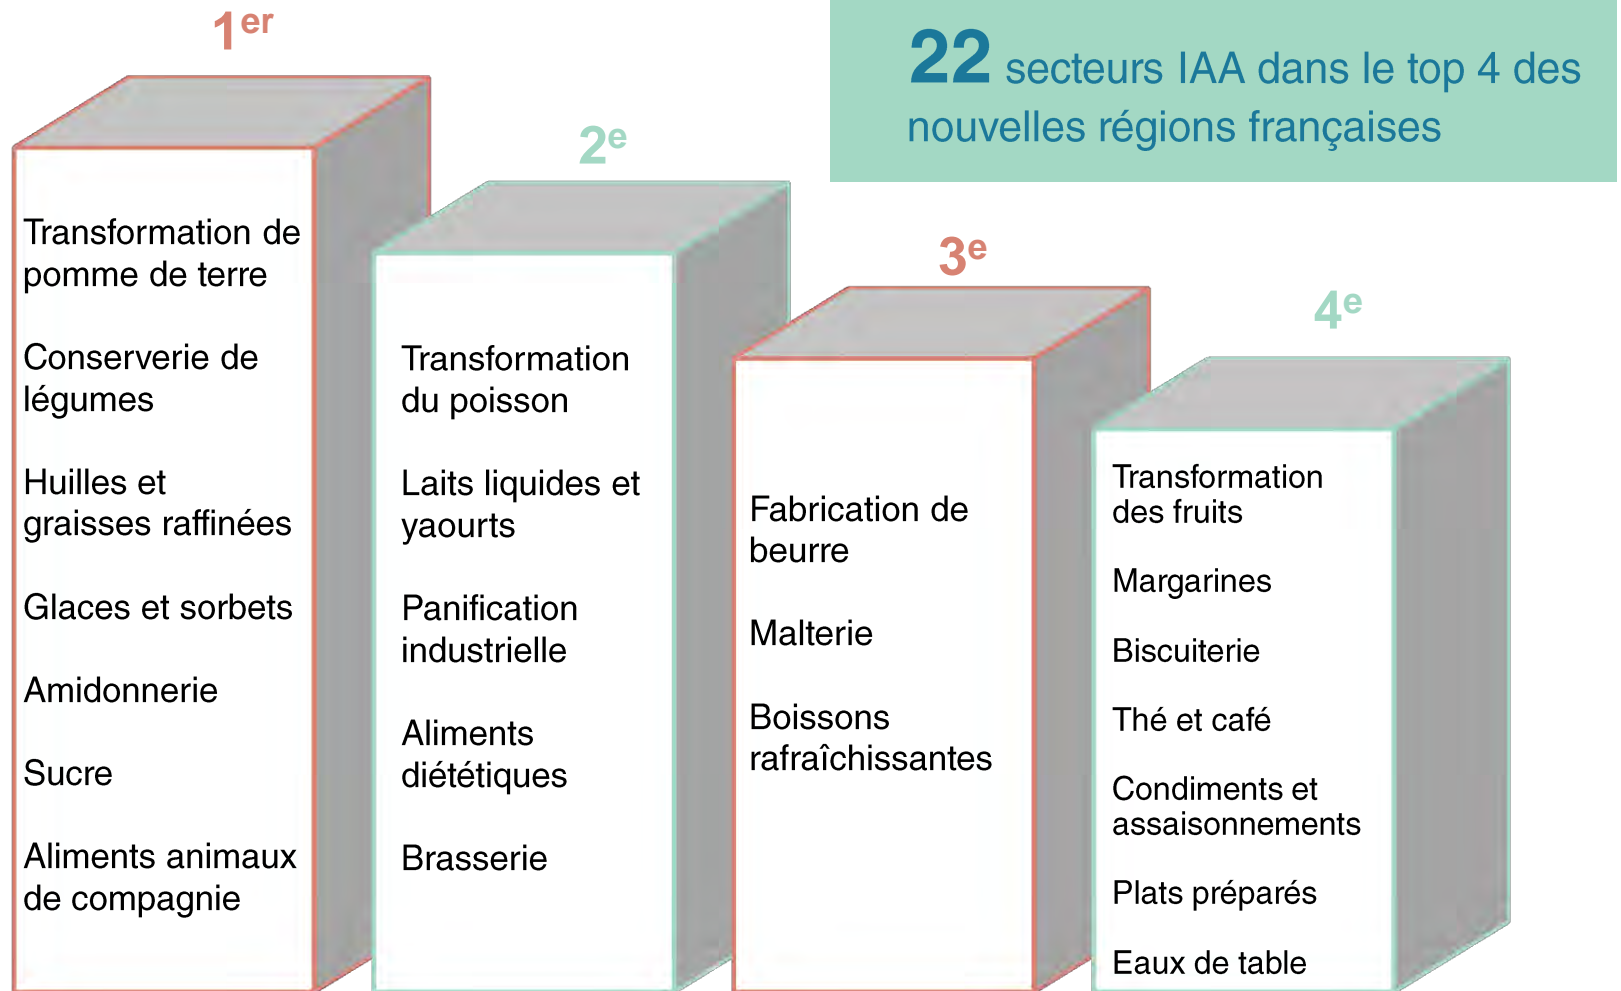 1er
22 secteurs IAA dans le top 4 des
nouvelles régions françaises
2e
3e
4e
Transformation de
pomme de terre
Conserverie de
légumes
Huilles et
graisses raffinées
Glaces et sorbets
Amidonnerie
Sucre
Aliments animaux
de compagnie
Transformation
du poisson
Laits liquides et
yaourts
Panification
industrielle
Aliments
diététiques
Brasserie
Fabrication de
beurre
Malterie
Boissons
rafraîchissantes
Transformation
des fruits
Margarines
Biscuiterie
Thé et café
Condiments et
assaisonnements
Plats préparés
Eaux de table